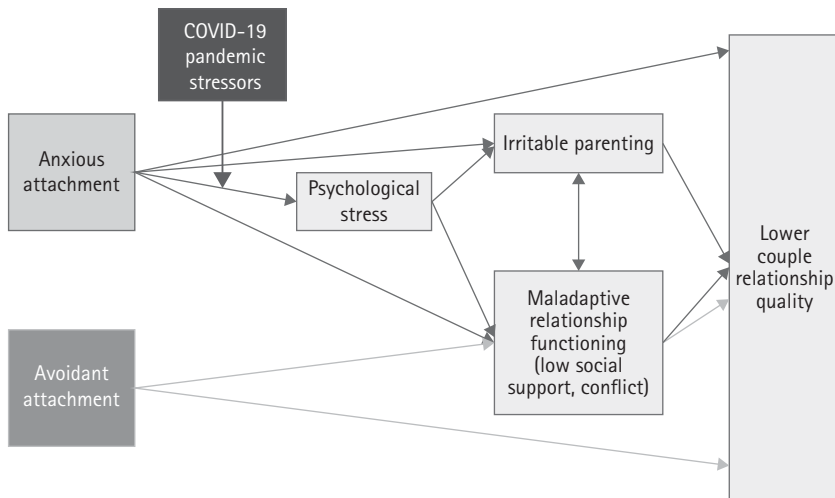 COVID-19
pandemic
stressors
Anxious
attachment
Irritable parenting
Psychological
stress
Lower
couple
relationship
quality
Maladaptive
relationship
functioning
(low social
support, conflict)
Avoidant
attachment